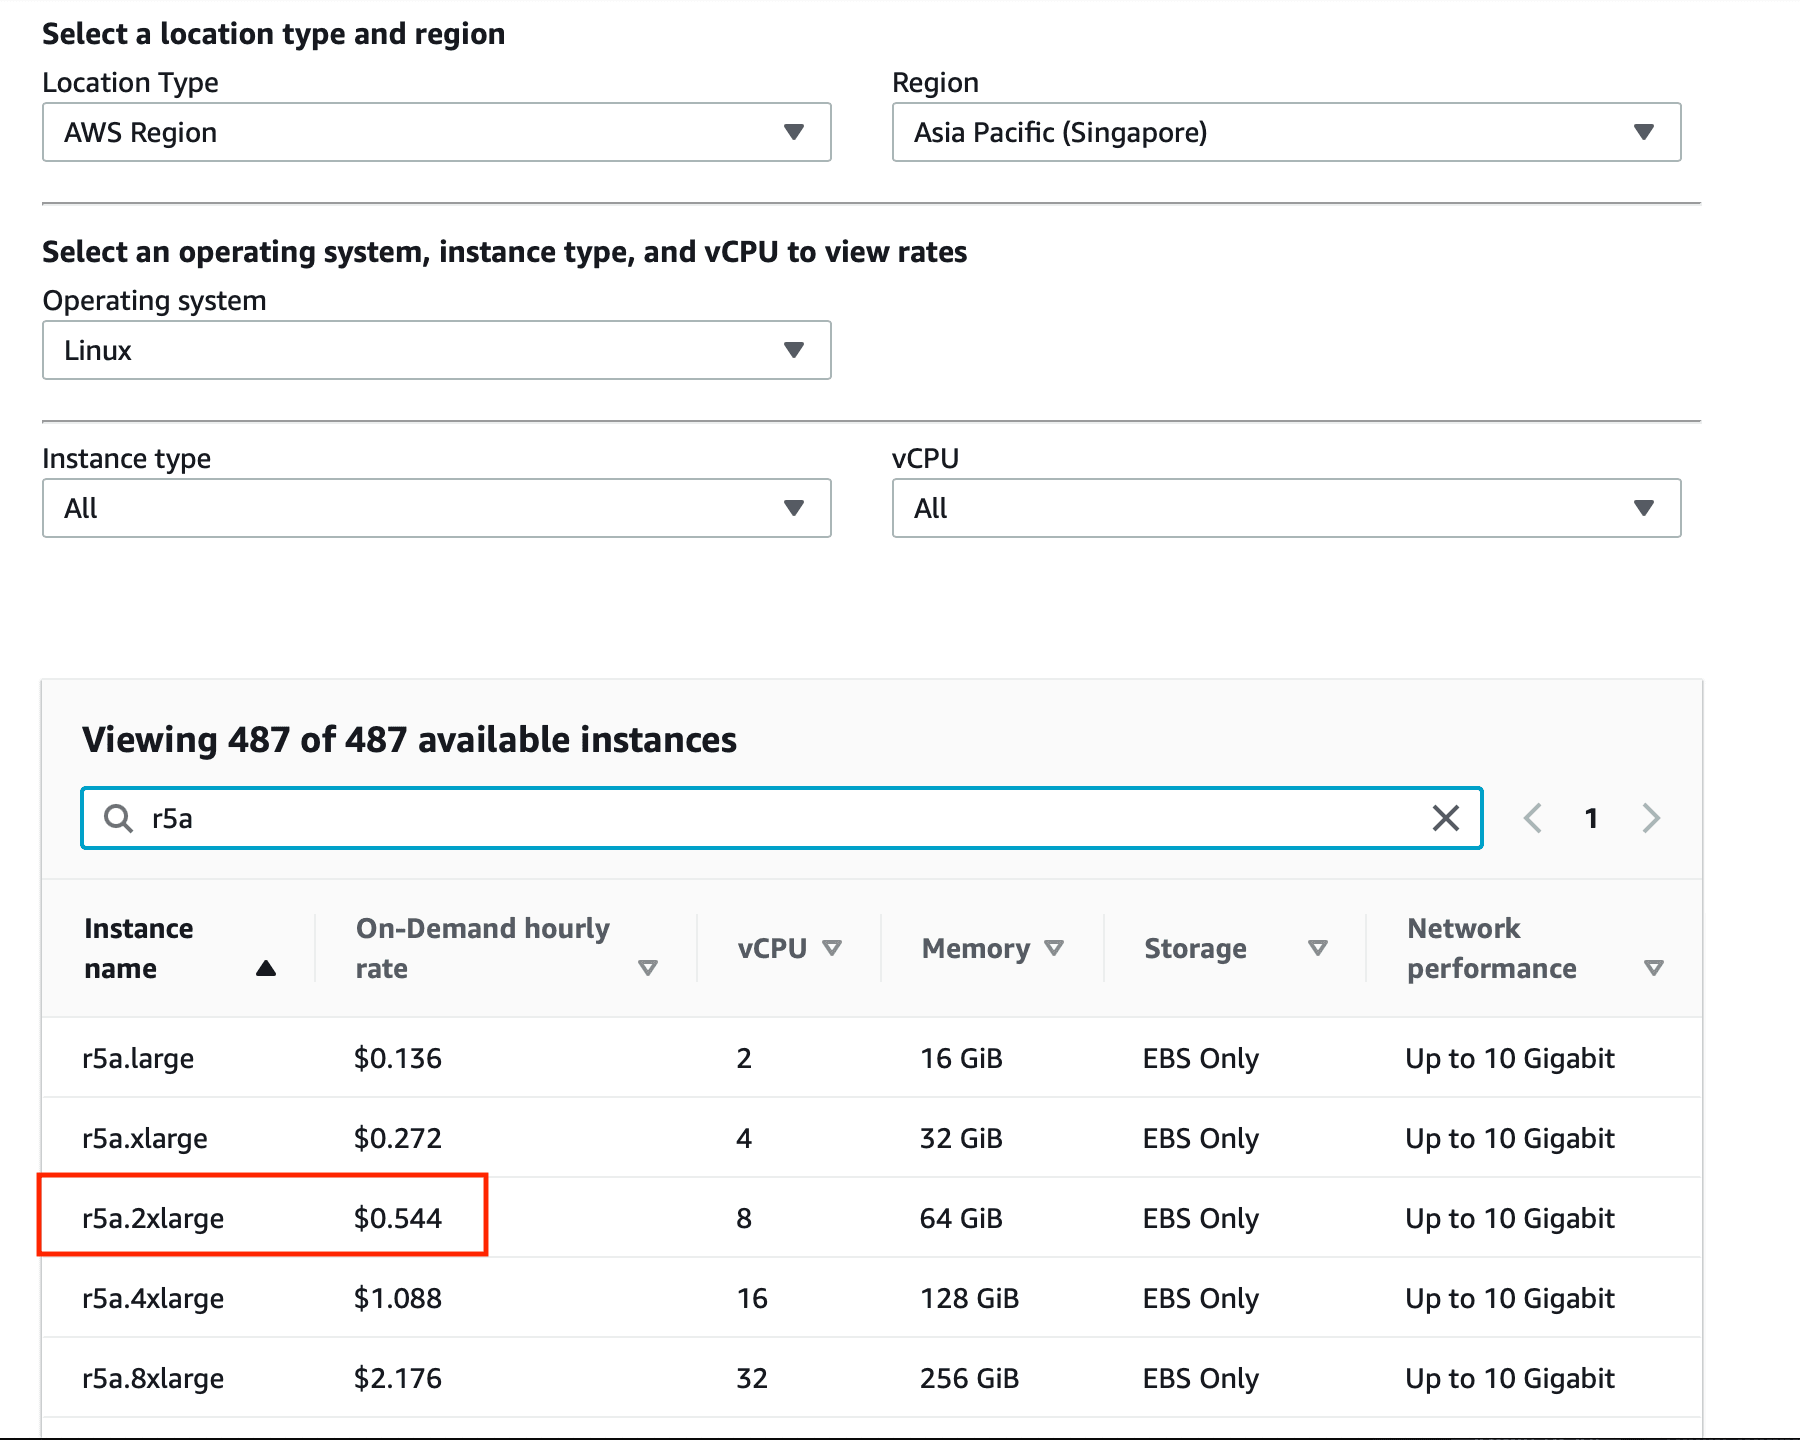 Select a location type and region
Location Type
Region
AWS Region
Asia Pacific (Singapore)
Select an operating system, instance type, and vCPU to view rates
Operating system
Linux
Instance type
vCPU
All
All
Viewing 487 of 487 available instances
r5a
1
Instance name
On-Demand hourly rate
vCPU
Memory
Storage
Network performance
r5a.large $0.136 2 16 GiB EBS Only Up to 10 Gigabit
r5a.xlarge $0.272 4 32 GiB EBS Only Up to 10 Gigabit
r5a.2xlarge $0.544 8 64 GiB EBS Only Up to 10 Gigabit
r5a.4xlarge $1.088 16 128 GiB EBS Only Up to 10 Gigabit
r5a.8xlarge $2.176 32 256 GiB EBS Only Up to 10 Gigabit